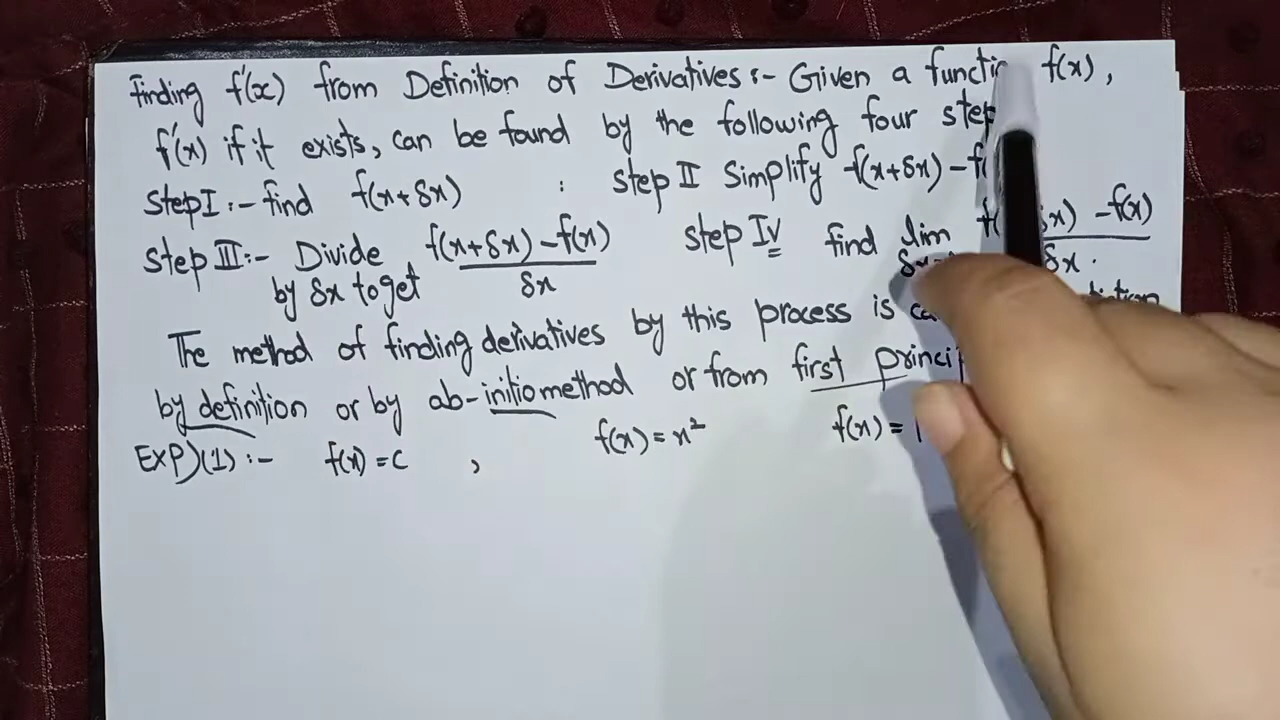 Finding f'(x) from Definition of Derivatives :- Given a functi f(x) ,
f'(x) if it exists, can be found by the following four step
step I :- find f(x+δx) : step II Simplify f(x+δx) -
step III :- Divide f(x+δx) - f(x) step IV find lim -f(x)
by δx to get δx δx .
The method of finding derivatives by this process is
by definition or by ab-initio method or from first princip
EXP)(1) :- f(x) = c , f(x) = x² f(x) =